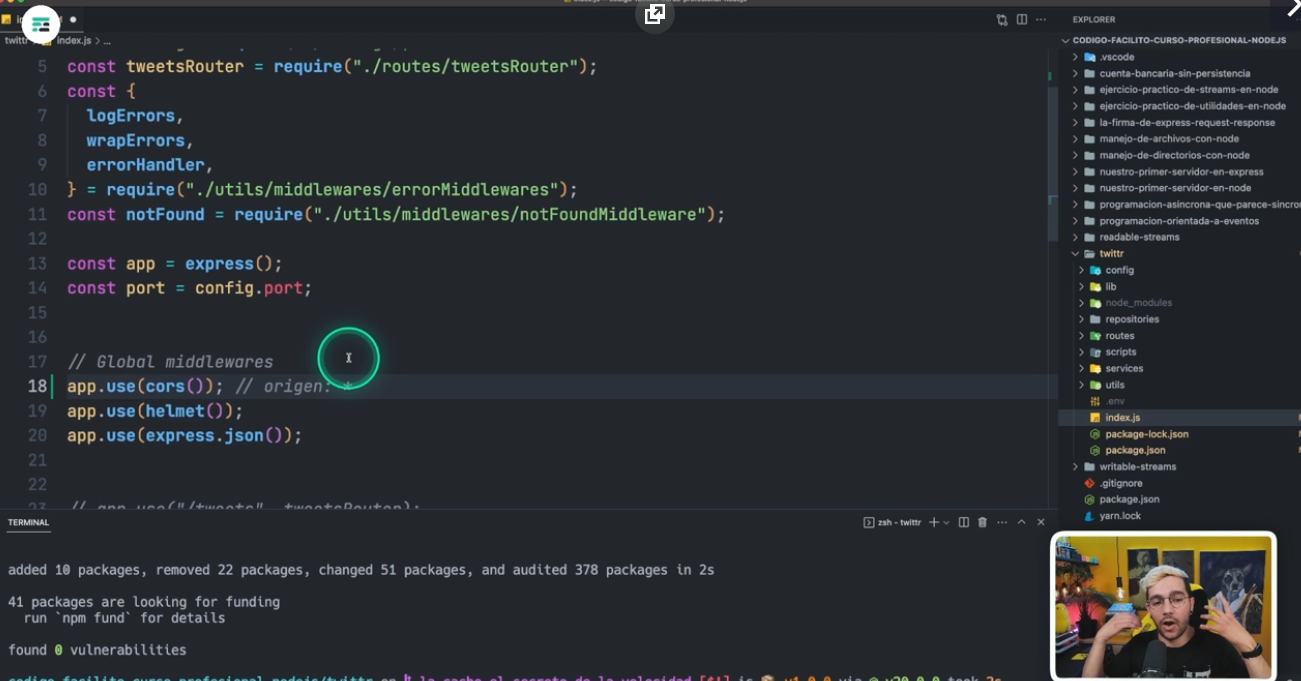 twittr
index.js > ...
5 const tweetsRouter = require("./routes/tweetsRouter");
6 const {
7 logErrors,
8 wrapErrors,
9 errorHandler,
10 } = require("./utils/middlewares/errorMiddlewares");
11 const notFound = require("./utils/middlewares/notFoundMiddleware");
12
13 const app = express();
14 const port = config.port;
15
16
17 // Global middlewares
18 app.use(cors()); // origen: *
19 app.use(helmet());
20 app.use(express.json());
21
22
23 // app.use("/tweets", tweetsRouter);
TERMINAL
zsh - twittr
added 10 packages, removed 22 packages, changed 51 packages, and audited 378 packages in 2s
41 packages are looking for funding
run `npm fund` for details
found 0 vulnerabilities
EXPLORER
CODIGO-FACILITO-CURSO-PROFESIONAL-NODEJS
.vscode
cuenta-bancaria-sin-persistencia
ejercicio-practico-de-streams-en-node
ejercicio-practico-de-utilidades-en-node
la-firma-de-express-request-response
manejo-de-archivos-con-node
manejo-de-directorios-con-node
nuestro-primer-servidor-en-express
nuestro-primer-servidor-en-node
programacion-asincrona-que-parece-sincron
programacion-orientada-a-eventos
readable-streams
twittr
config
lib
node_modules
repositories
routes
scripts
services
utils
.env
index.js
package-lock.json
package.json
writable-streams
.gitignore
package.json
yarn.lock